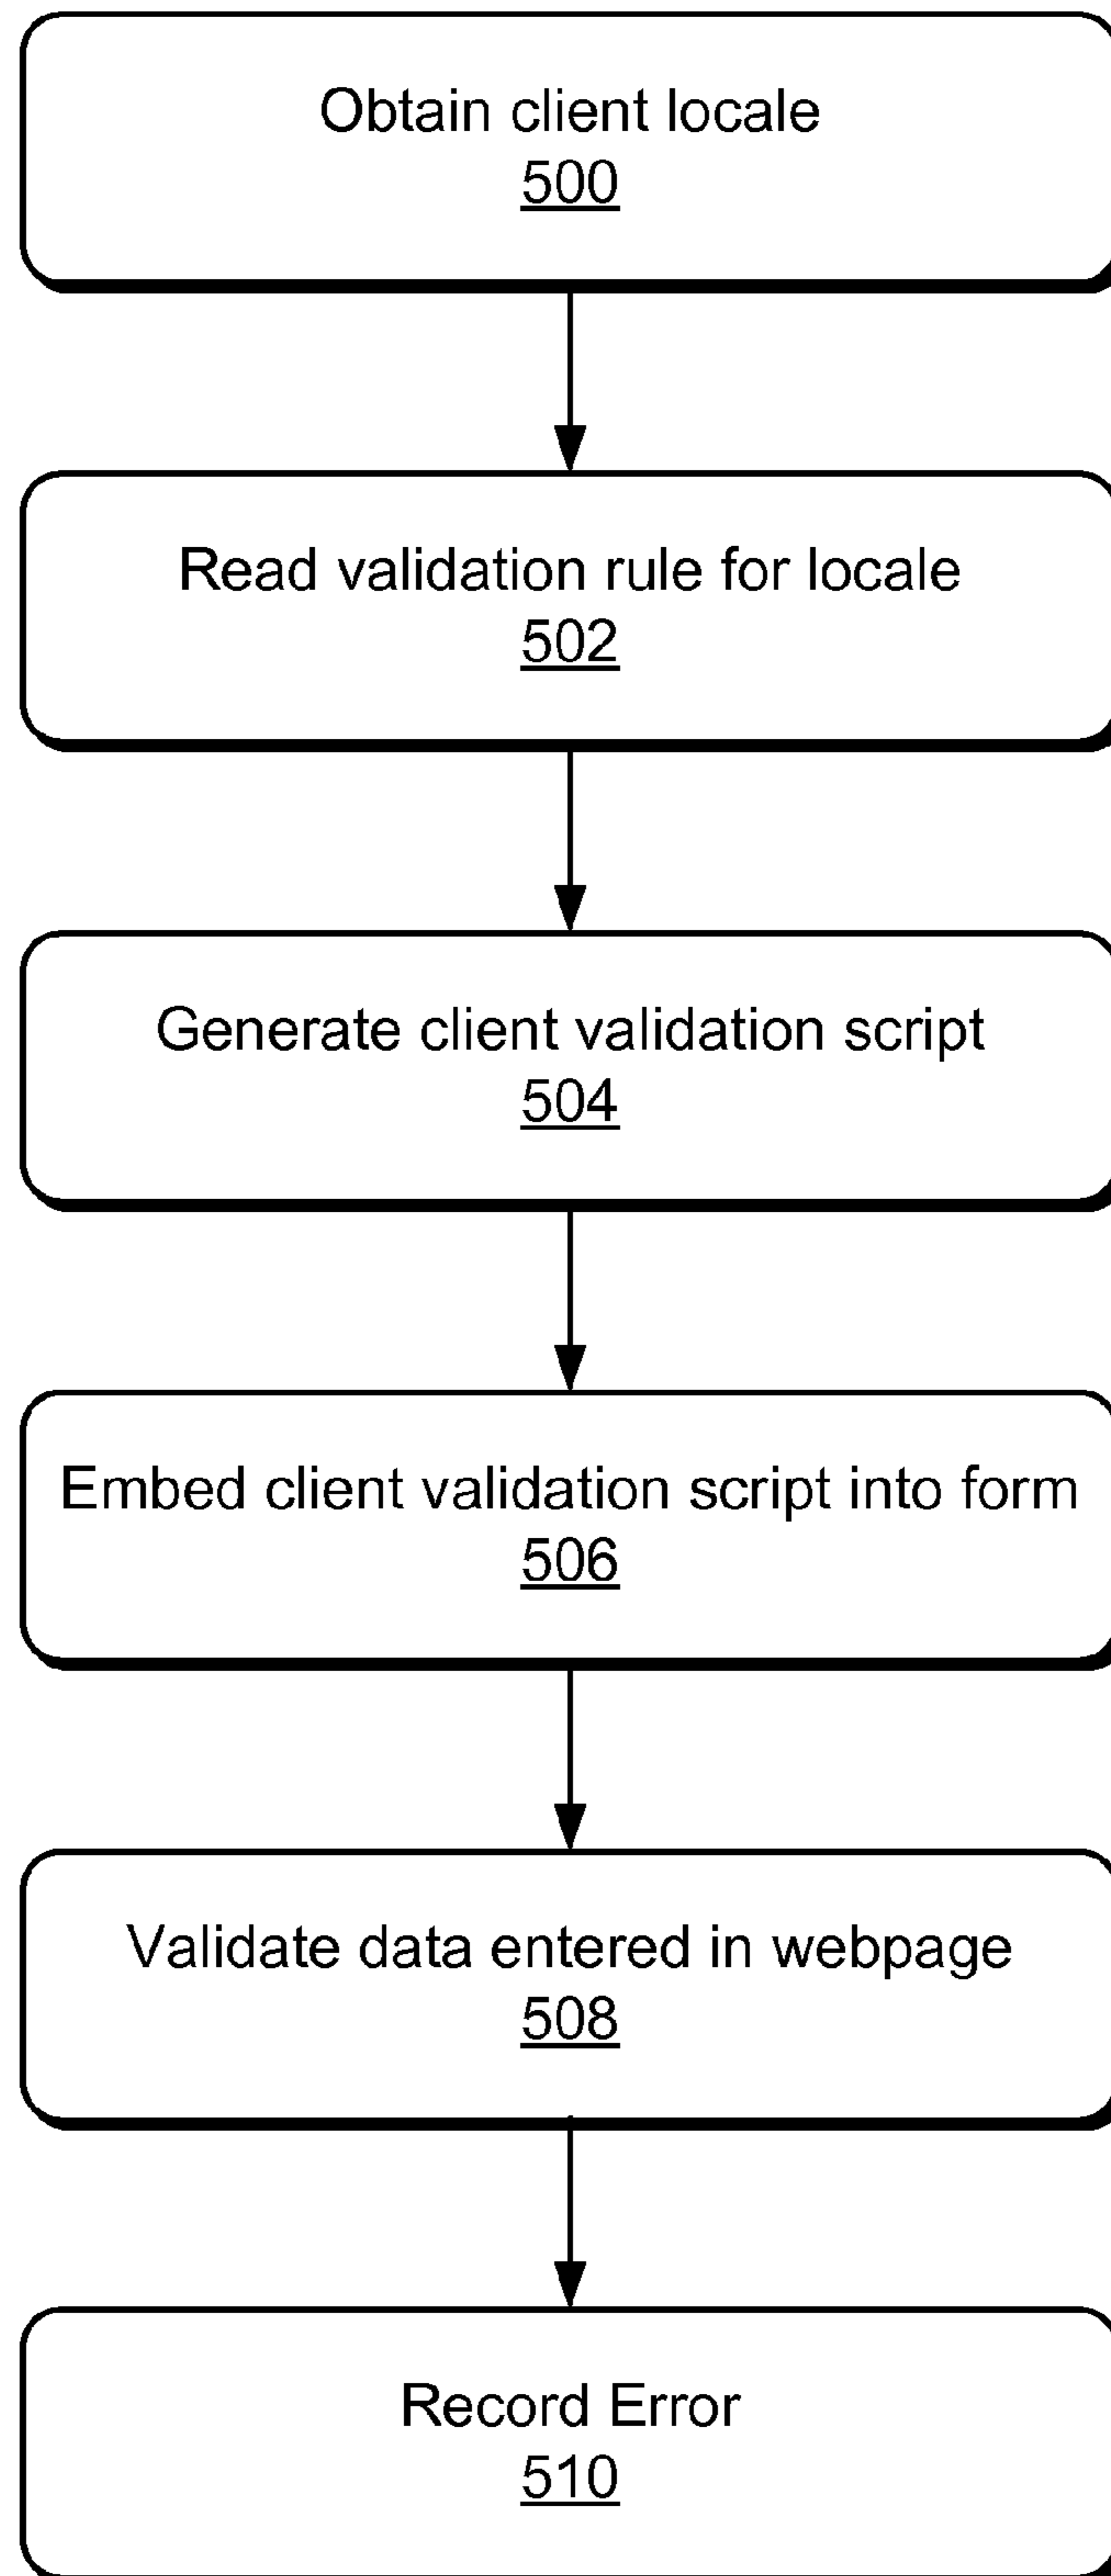 Obtain client locale
500
Read validation rule for locale
502
Generate client validation script
504
Embed client validation script into form
506
Validate data entered in webpage
508
Record Error
510